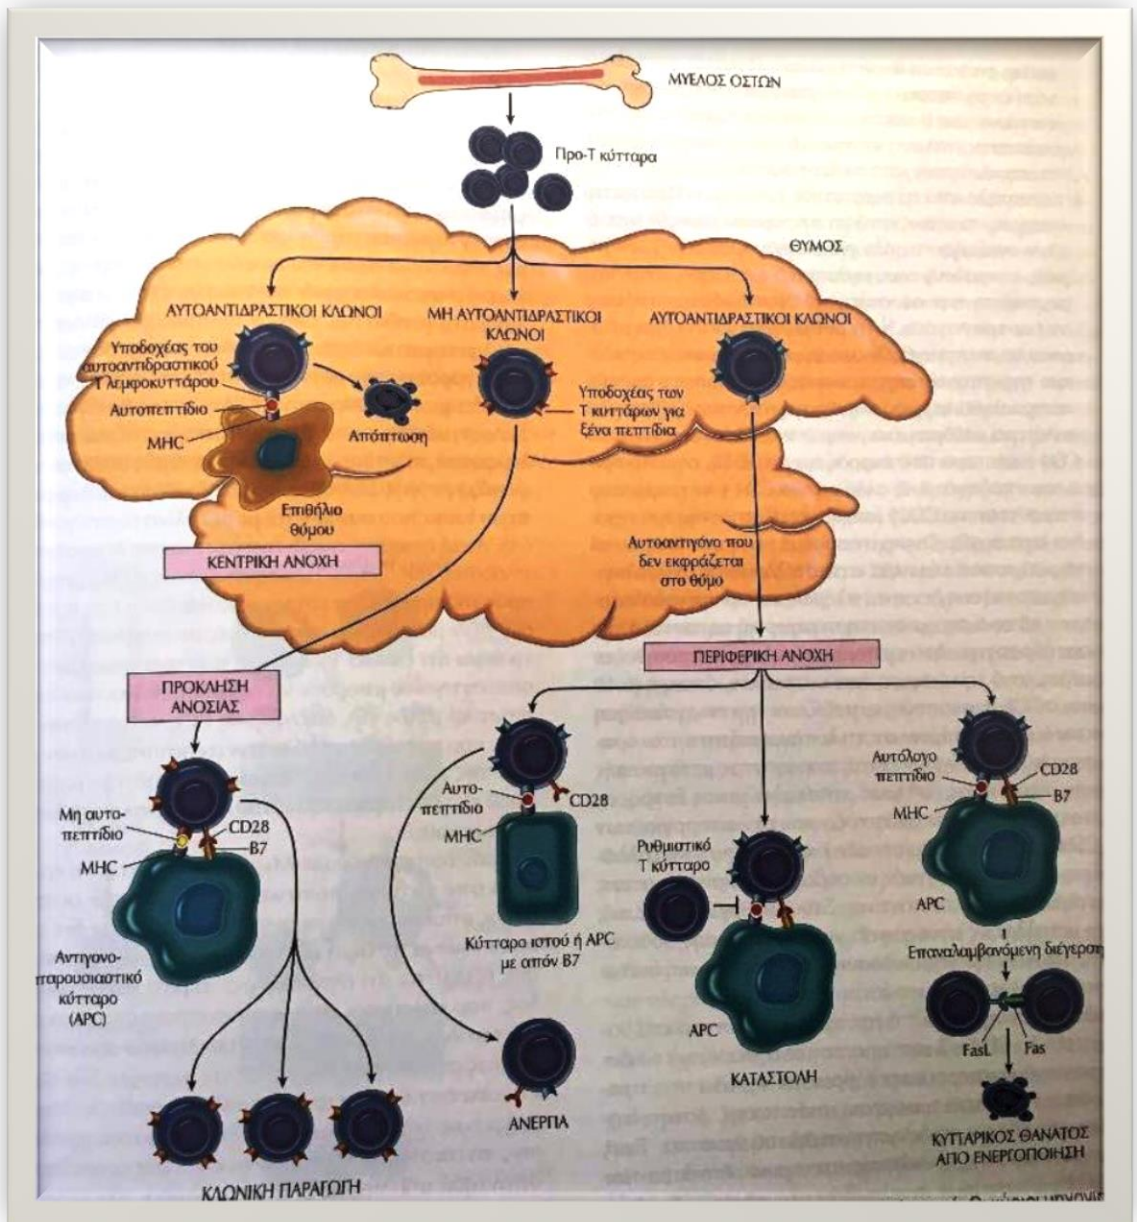 ΜΥΕΛΟΣ ΟΣΤΩΝ
Προ-Τ κύτταρα
ΘΥΜΟΣ
ΑΥΤΟΑΝΤΙΔΡΑΣΤΙΚΟΙ ΚΛΩΝΟΙ
ΜΗ ΑΥΤΟΑΝΤΙΔΡΑΣΤΙΚΟΙ
ΚΛΩΝΟΙ
ΑΥΤΟΑΝΤΙΔΡΑΣΤΙΚΟΙ ΚΛΩΝΟΙ
Υποδοχέας του
αυτοαντιδραστικού
Τ λεμφοκυττάρου
Αυτοπεπτίδιο
MHC
Απόπτωση
Επιθήλιο
θύμου
Υποδοχέας των
Τ κυττάρων για
ξένα πεπτίδια
ΚΕΝΤΡΙΚΗ ΑΝΟΧΗ
Αυτοαντιγόνο που
δεν εκφράζεται
στο θύμο
ΠΕΡΙΦΕΡΙΚΗ ΑΝΟΧΗ
ΠΡΟΚΛΗΣΗ
ΑΝΟΣΙΑΣ
Μη αυτο-
πεπτίδιο
CD28
B7
MHC
Αντιγονο-
παρουσιαστικό
κύτταρο
(APC)
ΚΛΩΝΙΚΗ ΠΑΡΑΓΩΓΗ
Αυτο-
πεπτίδιο
CD28
MHC
Κύτταρο ιστού ή APC
με απόν B7
ΑΝΕΡΓΙΑ
Ρυθμιστικό
Τ κύτταρο
APC
ΚΑΤΑΣΤΟΛΗ
Αυτόλογο
πεπτίδιο
CD28
B7
MHC
APC
Επαναλαμβανόμενη διέγερση
FasL
Fas
ΚΥΤΤΑΡΙΚΟΣ ΘΑΝΑΤΟΣ
ΑΠΟ ΕΝΕΡΓΟΠΟΙΗΣΗ